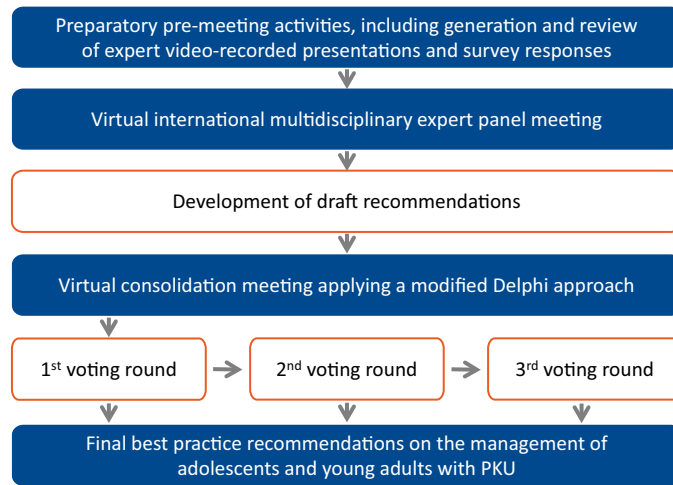 Preparatory pre-meeting activities, including generation and review
of expert video-recorded presentations and survey responses
Virtual international multidisciplinary expert panel meeting
Development of draft recommendations
Virtual consolidation meeting applying a modified Delphi approach
1st voting round
2nd voting round
3rd voting round
Final best practice recommendations on the management of
adolescents and young adults with PKU